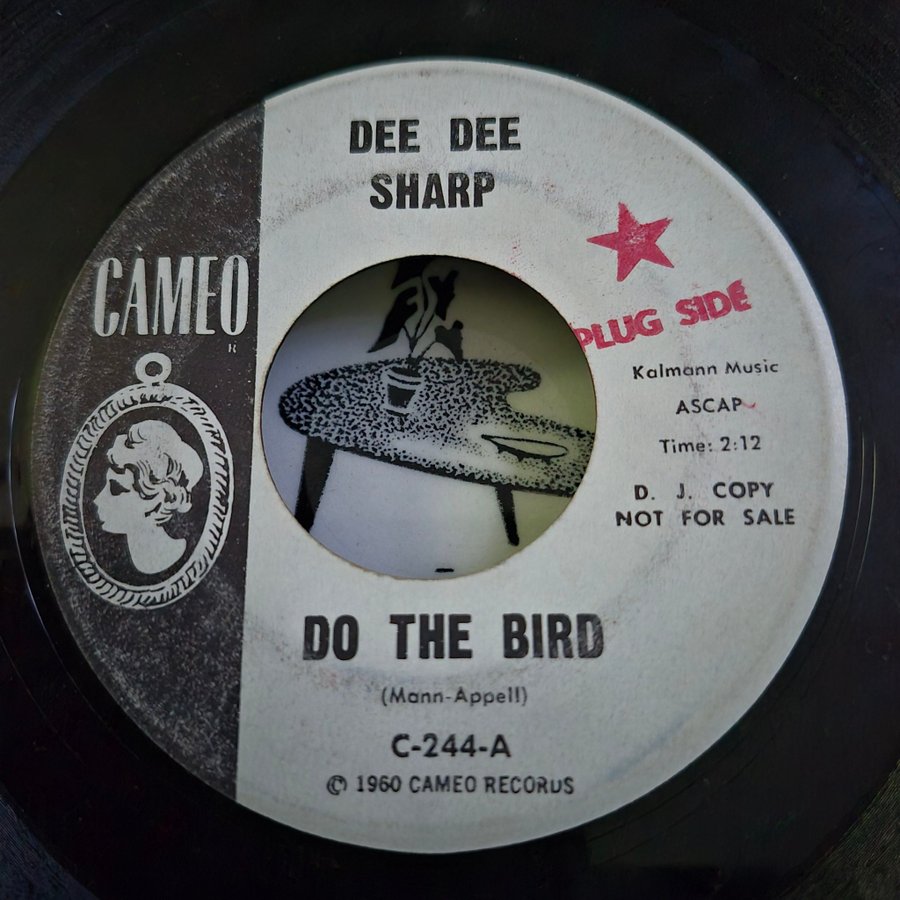 DEE DEE
SHARP
CAMEO
R
PLUG SIDE
Kalmann Music
ASCAP
Time: 2:12
D. J. COPY
NOT FOR SALE
DO THE BIRD
(Mann-Appell)
C-244-A
© 1960 CAMEO RECORDS